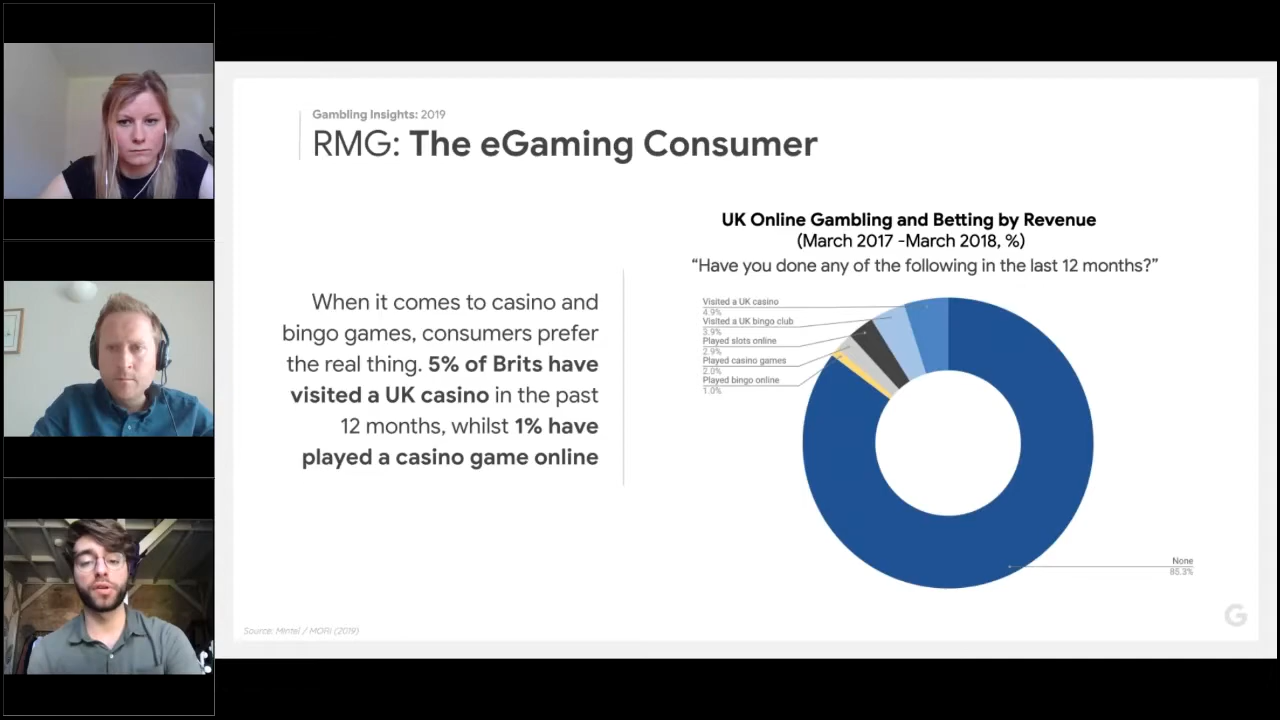 Gambling Insights: 2019
RMG: The eGaming Consumer
When it comes to casino and
bingo games, consumers prefer
the real thing. 5% of Brits have
visited a UK casino in the past
12 months, whilst 1% have
played a casino game online
UK Online Gambling and Betting by Revenue
(March 2017 -March 2018, %)
“Have you done any of the following in the last 12 months?”
Visited a UK casino
4.9%
Visited a UK bingo club
3.9%
Played slots online
2.9%
Played casino games
2.0%
Played bingo online
1.0%
None
85.3%
Source: Mintel / MORI (2019)
G